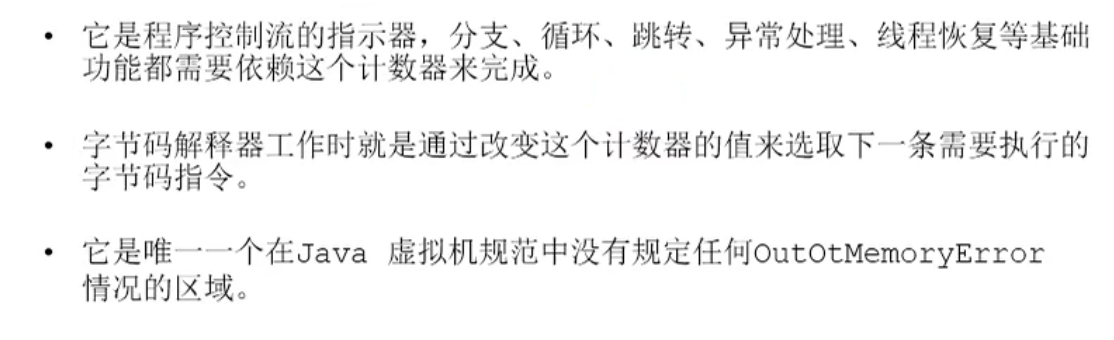 • 它是程序控制流的指示器，分支、循环、跳转、异常处理、线程恢复等基础
功能都需要依赖这个计数器来完成。
• 字节码解释器工作时就是通过改变这个计数器的值来选取下一条需要执行的
字节码指令。
• 它是唯一一个在Java 虚拟机规范中没有规定任何OutOtMemoryError
情况的区域。